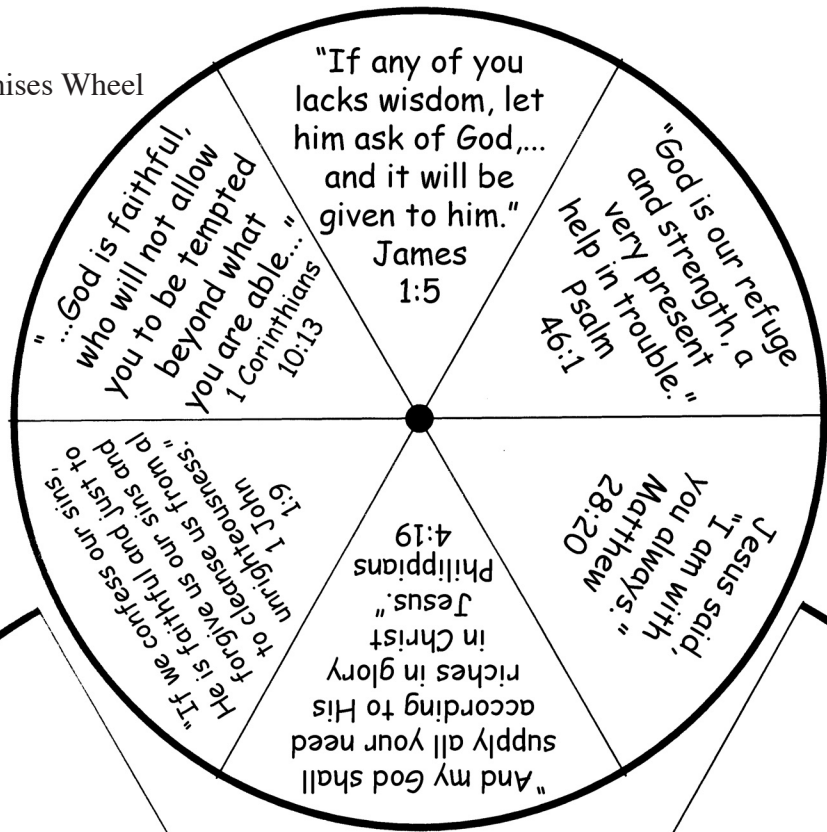 Wheel
"If any of you
lacks wisdom, let
him ask of God,...
and it will be
given to him."
James
1:5
"God is our refuge
and strength, a
very present
help in trouble."
Psalm
46:1
Jesus said,
"I am with
you always."
Matthew
28:20
"And my God shall
supply all your need
according to His
riches in glory
in Christ
Jesus."
Philippians
4:19
"If we confess our sins,
He is faithful and just to
forgive us our sins and
to cleanse us from al
unrighteousness."
1 John
1:9
"...God is faithful,
who will not allow
you to be tempted
beyond what
you are able..."
1 Corinthians
10:13